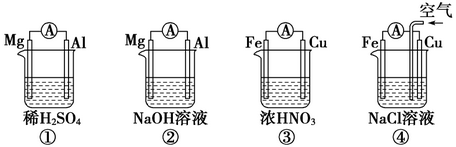 空气
A A A A
Mg Al Mg Al Fe Cu Fe Cu
稀H₂SO₄ NaOH溶液 浓HNO₃ NaCl溶液
① ② ③ ④